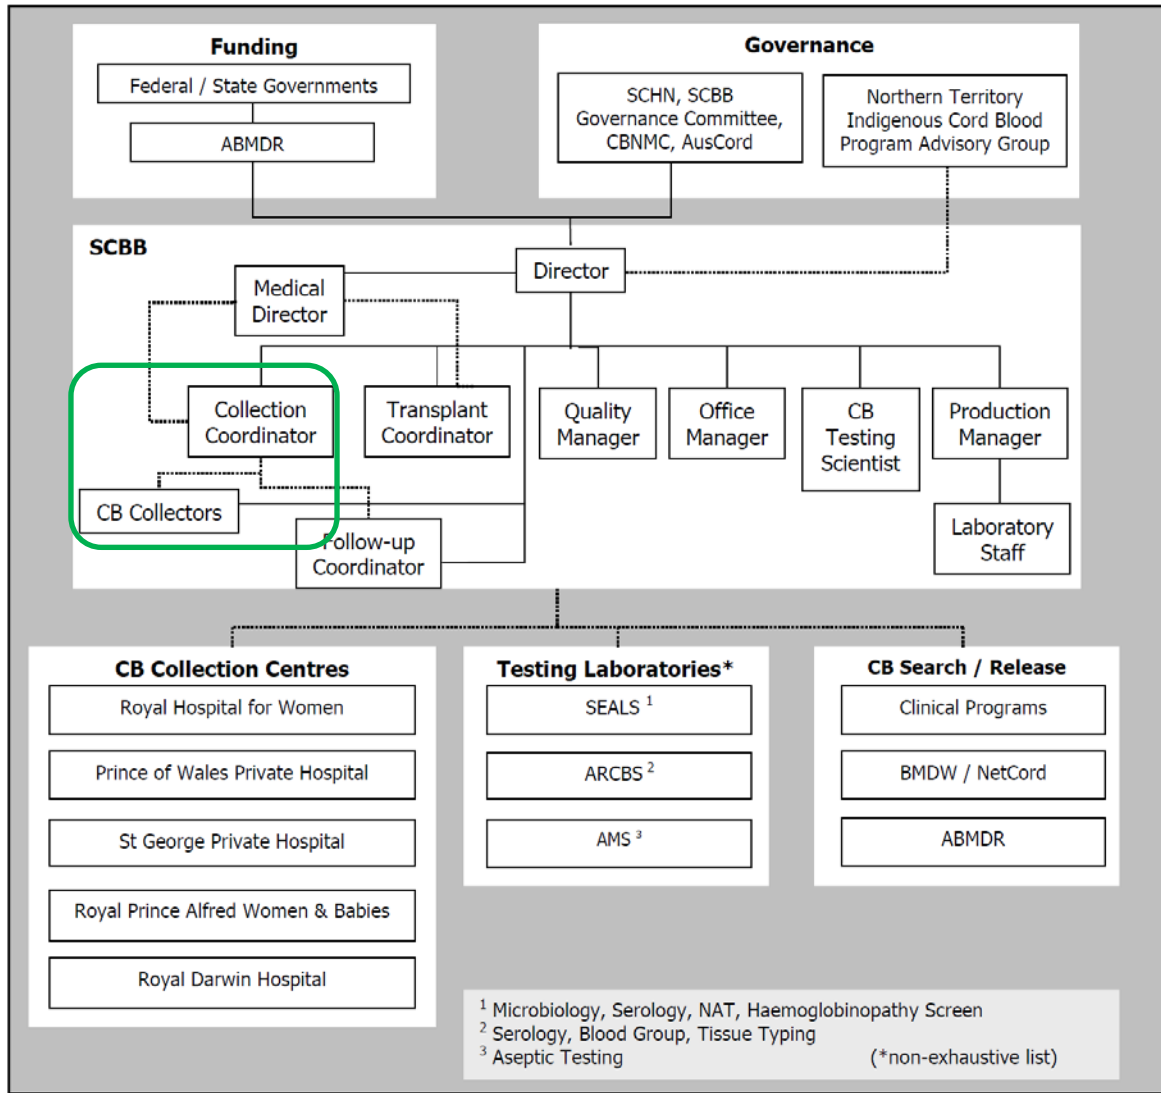 Funding
Federal / State Governments
ABMDR
Governance
SCHN, SCBB
Governance Committee,
CBNMC, AusCord
Northern Territory
Indigenous Cord Blood
Program Advisory Group
SCBB
Director
Medical
Director
Collection
Coordinator
Transplant
Coordinator
Quality
Manager
Office
Manager
CB
Testing
Scientist
Production
Manager
CB Collectors
Follow-up
Coordinator
Laboratory
Staff
CB Collection Centres
Royal Hospital for Women
Prince of Wales Private Hospital
St George Private Hospital
Royal Prince Alfred Women & Babies
Royal Darwin Hospital
Testing Laboratories*
SEALS 1
ARCBS 2
AMS 3
CB Search / Release
Clinical Programs
BMDW / NetCord
ABMDR
1 Microbiology, Serology, NAT, Haemoglobinopathy Screen
2 Serology, Blood Group, Tissue Typing
3 Aseptic Testing (*non-exhaustive list)